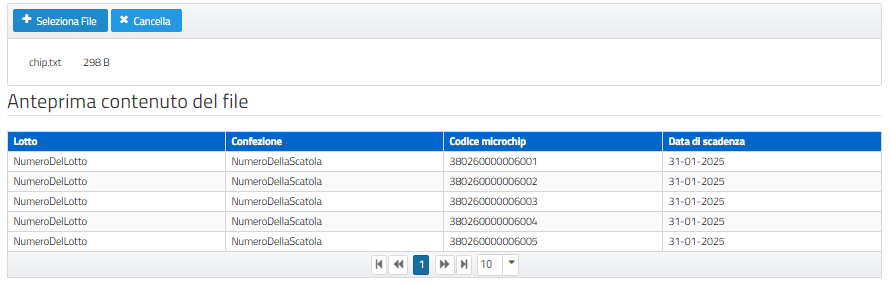 Seleziona File Cancella
chip.txt 298 B
Anteprima contenuto del file
Lotto Confezione Codice microchip Data di scadenza
NumeroDelLotto NumeroDellaScatola 380260000006001 31-01-2025
NumeroDelLotto NumeroDellaScatola 380260000006002 31-01-2025
NumeroDelLotto NumeroDellaScatola 380260000006003 31-01-2025
NumeroDelLotto NumeroDellaScatola 380260000006004 31-01-2025
NumeroDelLotto NumeroDellaScatola 380260000006005 31-01-2025
1 10